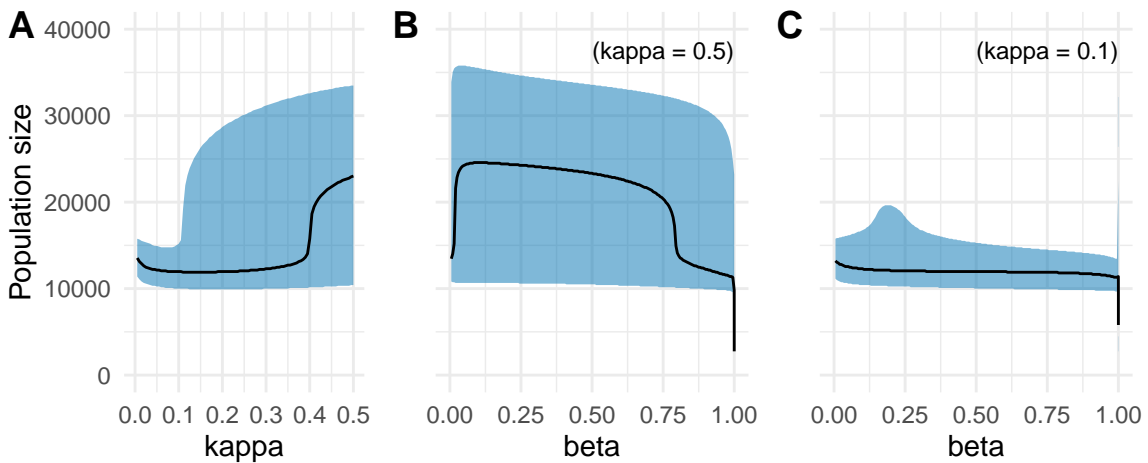 A
B
C
(kappa = 0.5)
(kappa = 0.1)
Population size
40000
30000
20000
10000
0
0.0 0.1 0.2 0.3 0.4 0.5
kappa
0.00 0.25 0.50 0.75 1.00
beta
0.00 0.25 0.50 0.75 1.00
beta